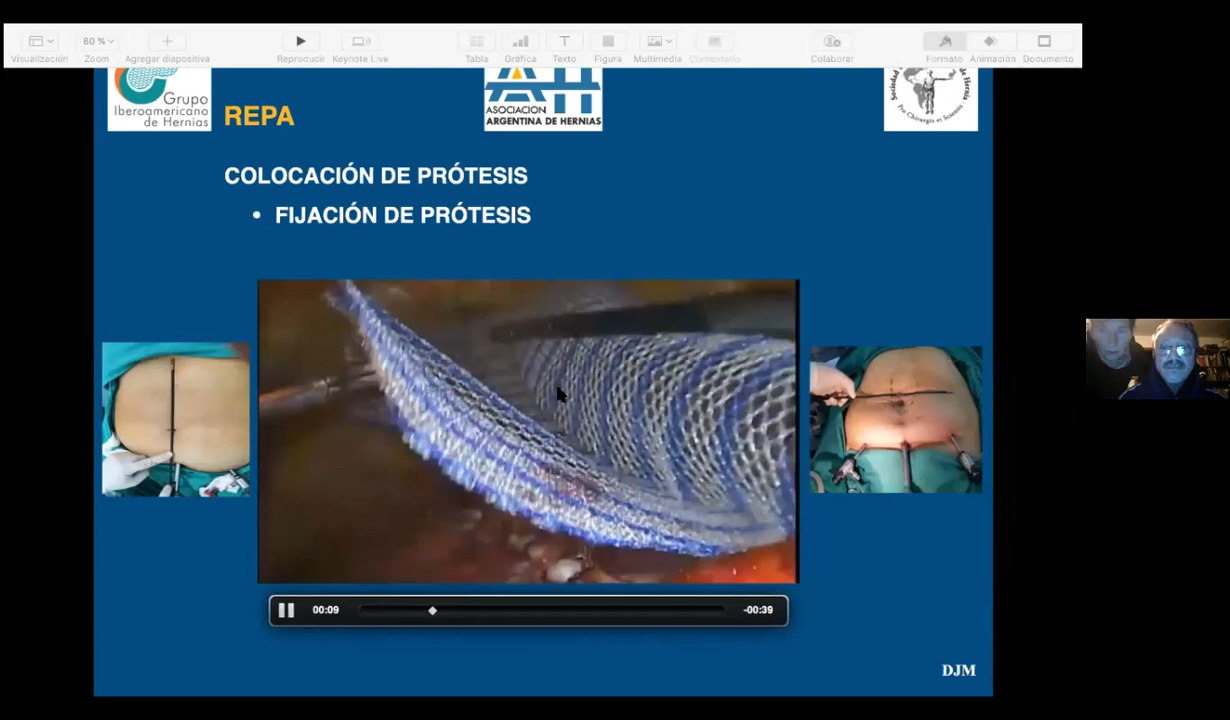 80 %
Visualización
Zoom
Agregar diapositiva
Reproducir
Keynote Live
Tabla
Gráfica
Texto
Figura
Multimedia
Comentario
Colaborar
Formato
Animación
Documento
Grupo
Iberoamericano
de Hernias
REPA
ASOCIACION
ARGENTINA DE HERNIAS
COLOCACIÓN DE PRÓTESIS
• FIJACIÓN DE PRÓTESIS
00:09
-00:39
DJM